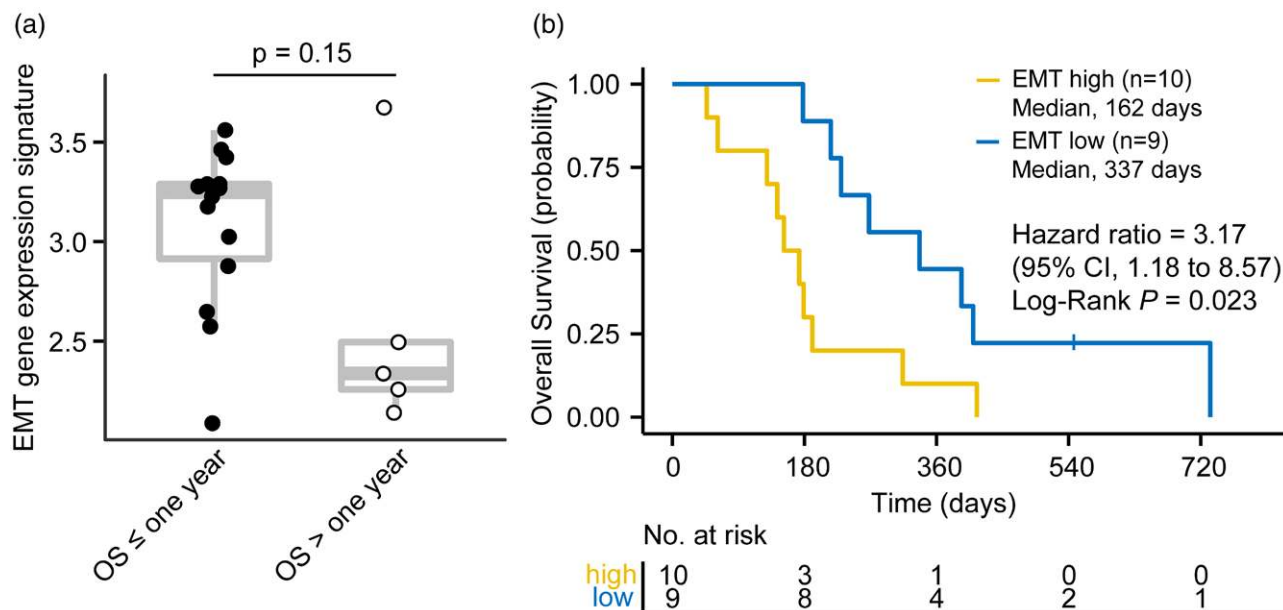 (a)
p = 0.15
EMT gene expression signature
3.5
3.0
2.5
OS ≤ one year
OS > one year
(b)
Overall Survival (probability)
1.00
0.75
0.50
0.25
0.00
EMT high (n=10)
Median, 162 days
EMT low (n=9)
Median, 337 days
Hazard ratio = 3.17
(95% CI, 1.18 to 8.57)
Log-Rank P = 0.023
0 180 360 540 720
Time (days)
No. at risk
high 10 3 1 0 0
low 9 8 4 2 1